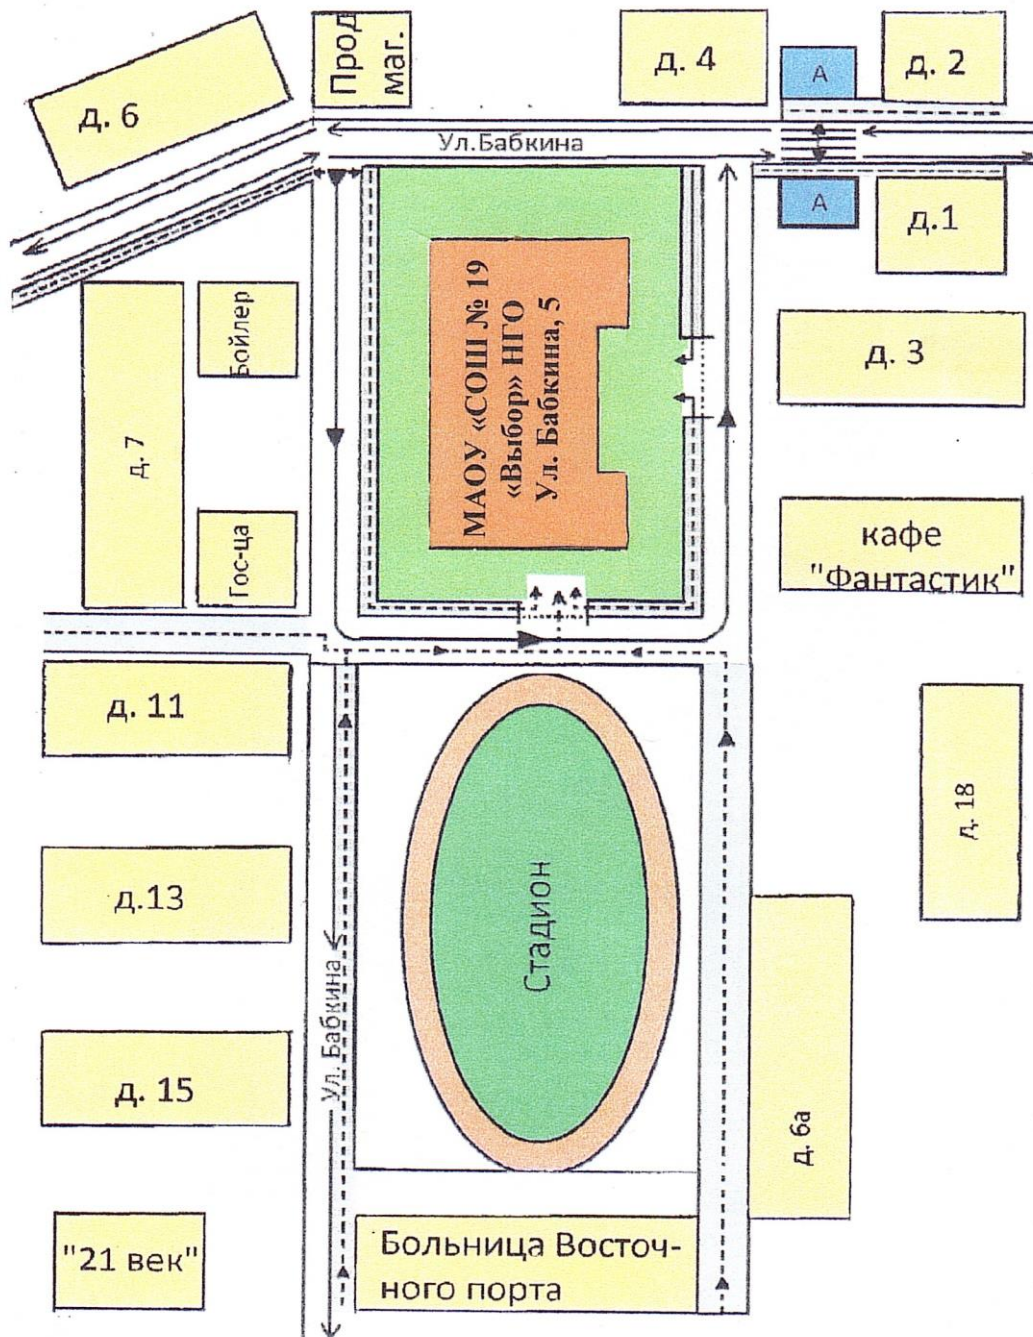 Прод
маг.
д. 4
А
д. 2
д. 6
Ул.Бабкина
А
д.1
Бойлер
МАОУ «СОШ № 19
«Выбор» НГО
Ул. Бабкина, 5
д. 3
д. 7
Гос-ца
кафе
"Фантастик"
д. 11
д. 18
д.13
Стадион
Ул. Бабкина
д. 15
д. 6а
"21 век"
Больница Восточ-
ного порта